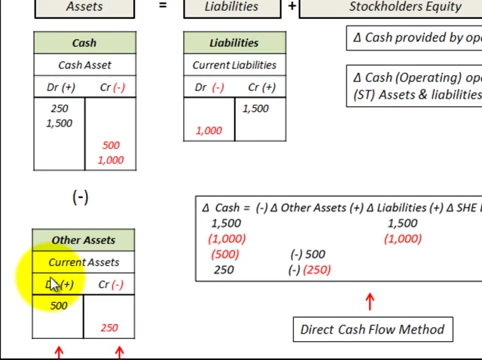 Assets = Liabilities + Stockholders Equity
Cash
Cash Asset
Dr (+) Cr (-)
250
1,500
500
1,000
Liabilities
Current Liabilities
Dr (-) Cr (+)
1,500
1,000
Δ Cash provided by
Δ Cash (Operating)
(ST) Assets & liabilities
(-)
Other Assets
Current Assets
(+) Cr (-)
500
250
Δ Cash = (-) Δ Other Assets (+) Δ Liabilities (+) Δ SHE
1,500 1,500
(1,000) (1,000)
(500) (-) 500
250 (-) (250)
Direct Cash Flow Method